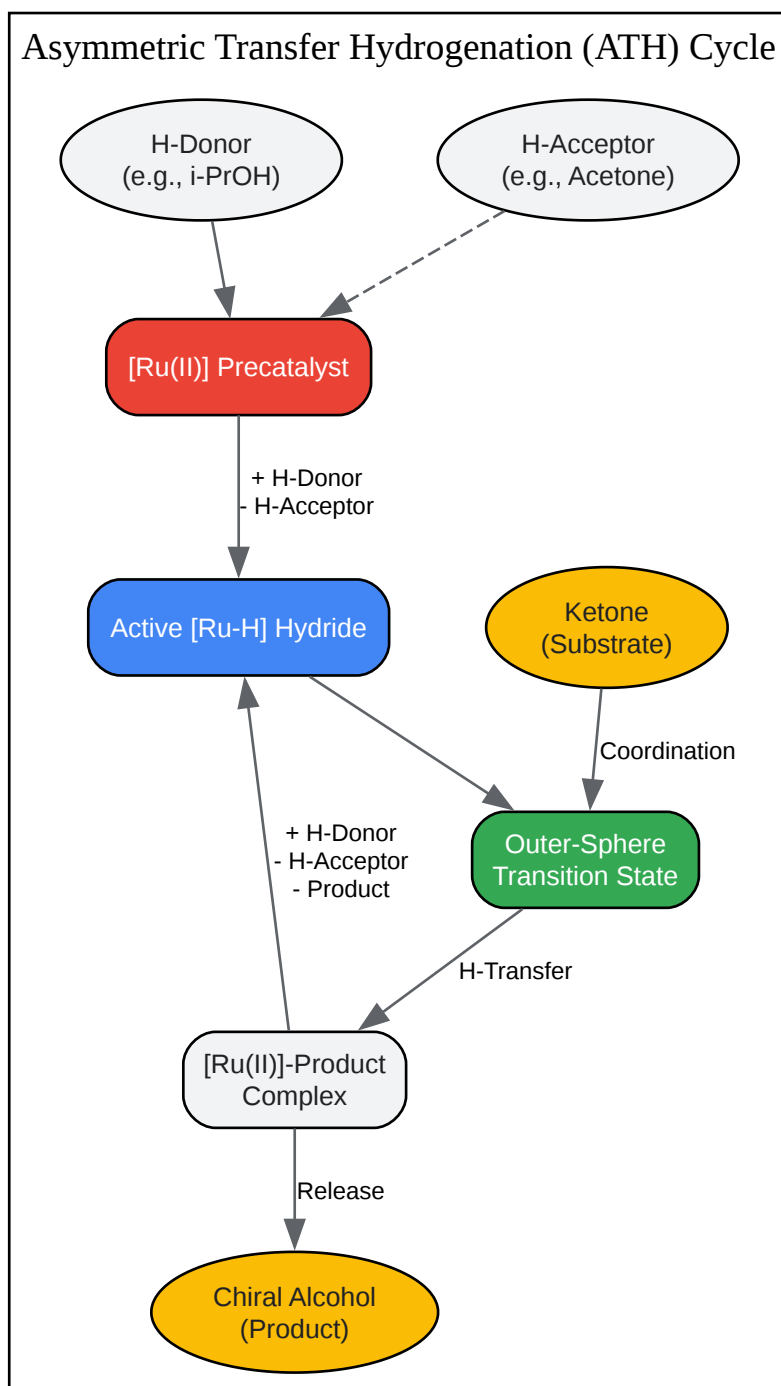 Asymmetric Transfer Hydrogenation (ATH) Cycle
H-Donor
(e.g., i-PrOH)
H-Acceptor
(e.g., Acetone)
[Ru(II)] Precatalyst
+ H-Donor
- H-Acceptor
Active [Ru-H] Hydride
Ketone
(Substrate)
Coordination
Outer-Sphere
Transition State
+ H-Donor
- H-Acceptor
- Product
H-Transfer
[Ru(II)]-Product
Complex
Release
Chiral Alcohol
(Product)